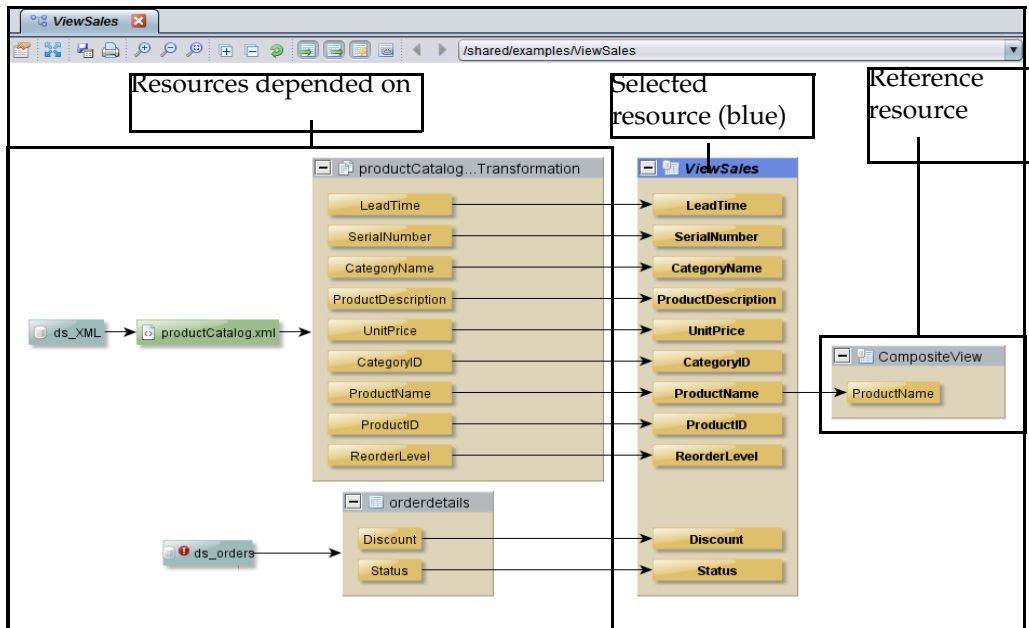 ViewSales
/shared/examples/ViewSales
Resources depended on
Selected
resource (blue)
Reference
resource
productCatalog...Transformation
LeadTime
SerialNumber
CategoryName
ProductDescription
UnitPrice
CategoryID
ProductName
ProductID
ReorderLevel
ds_XML
productCatalog.xml
orderdetails
Discount
Status
ds_orders
ViewSales
LeadTime
SerialNumber
CategoryName
ProductDescription
UnitPrice
CategoryID
ProductName
ProductID
ReorderLevel
Discount
Status
CompositeView
ProductName